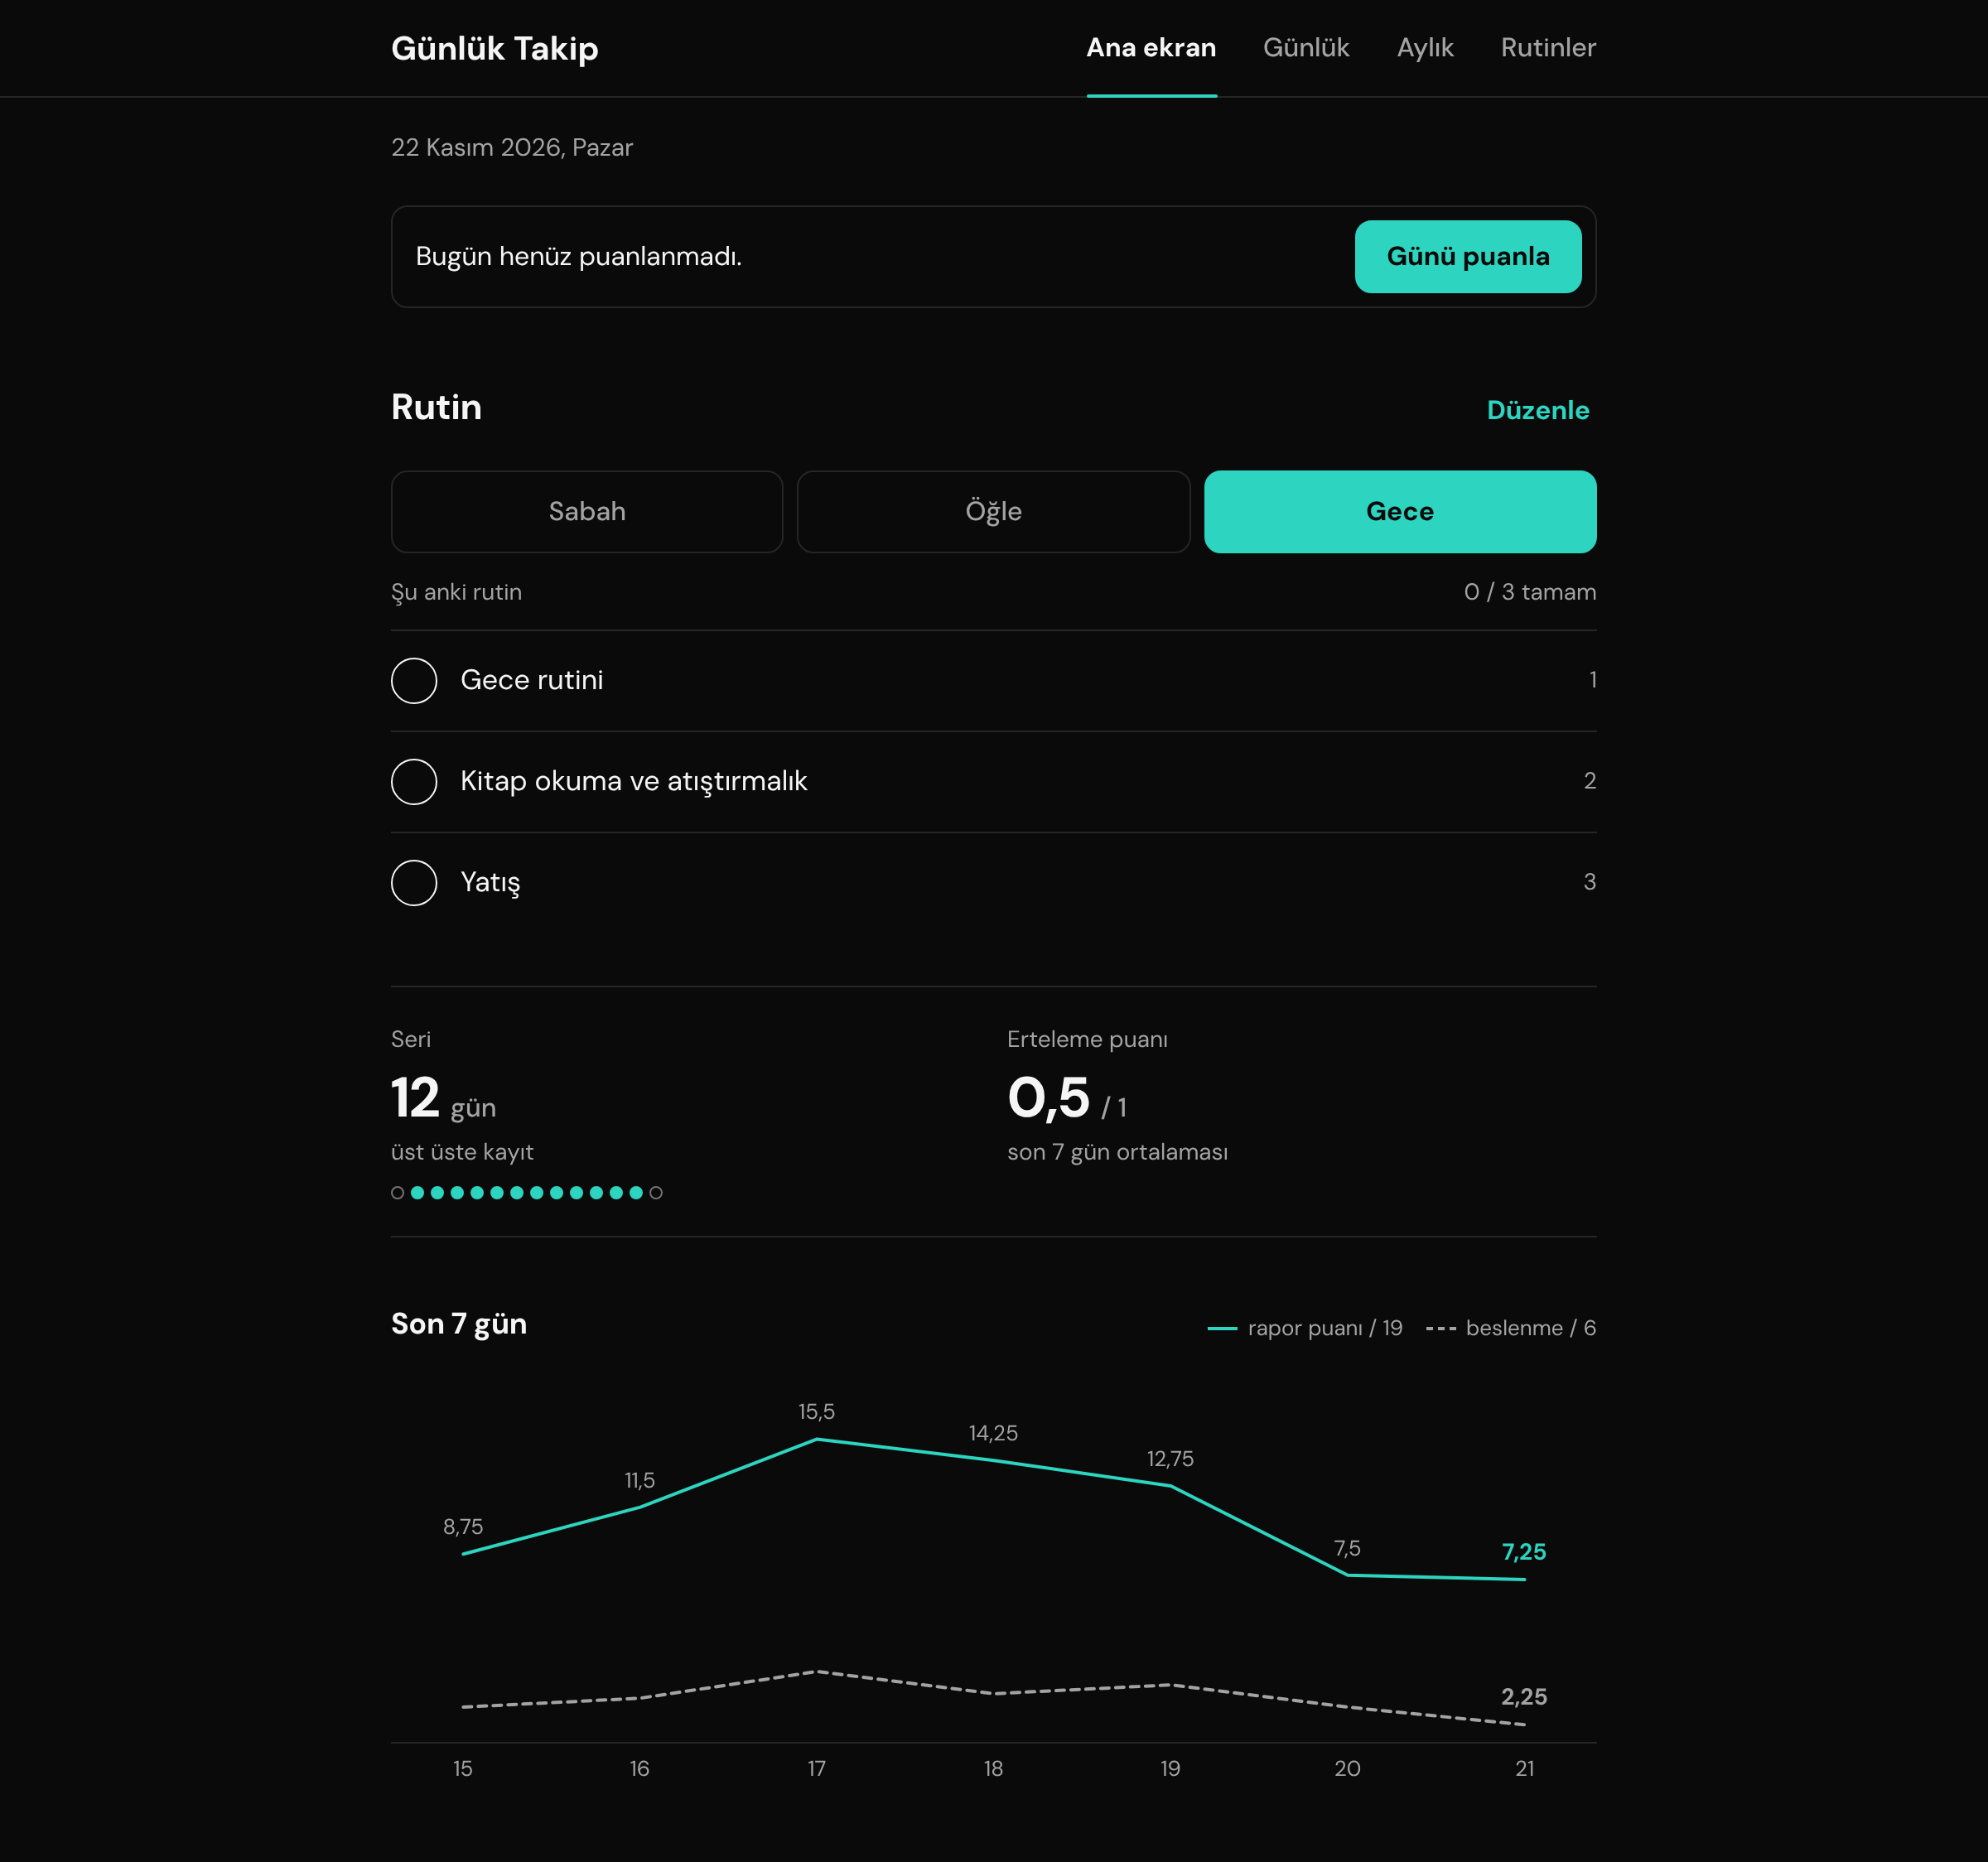 Günlük Takip
Ana ekran Günlük Aylık Rutinler
22 Kasım 2026, Pazar
Bugün henüz puanlanmadı. Günü puanla
Rutin Düzenle
Sabah Öğle Gece
Şu anki rutin 0 / 3 tamam
Gece rutini 1
Kitap okuma ve atıştırmalık 2
Yatış 3
Seri
12 gün
üst üste kayıt
Erteleme puanı
0,5 / 1
son 7 gün ortalaması
Son 7 gün rapor puanı / 19 beslenme / 6
8,75 11,5 15,5 14,25 12,75 7,5 7,25
2,25
15 16 17 18 19 20 21